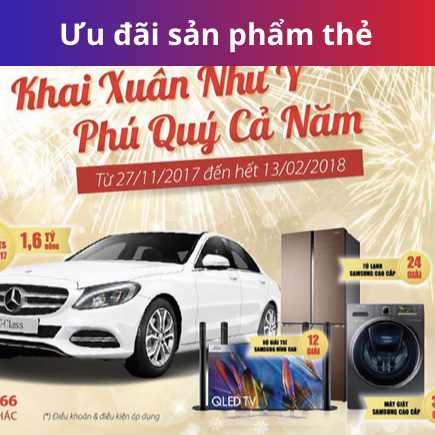 Ưu đãi sản phẩm thẻ
Khai Xuân Như Ý
Phú Quý Cả Năm
Từ 27/11/2017 đến hết 13/02/2018
1,6 TỶ
ĐỒNG
24
GIẢI
TỦ LẠNH
SAMSUNG CAO CẤP
C-Class
12
GIẢI
BỘ GIẢI TRÍ
SAMSUNG ĐỈNH CAO
QLED TV
MÁY GIẶT
SAMSUNG CAO CẤP
66
(*) Điều khoản & điều kiện áp dụng